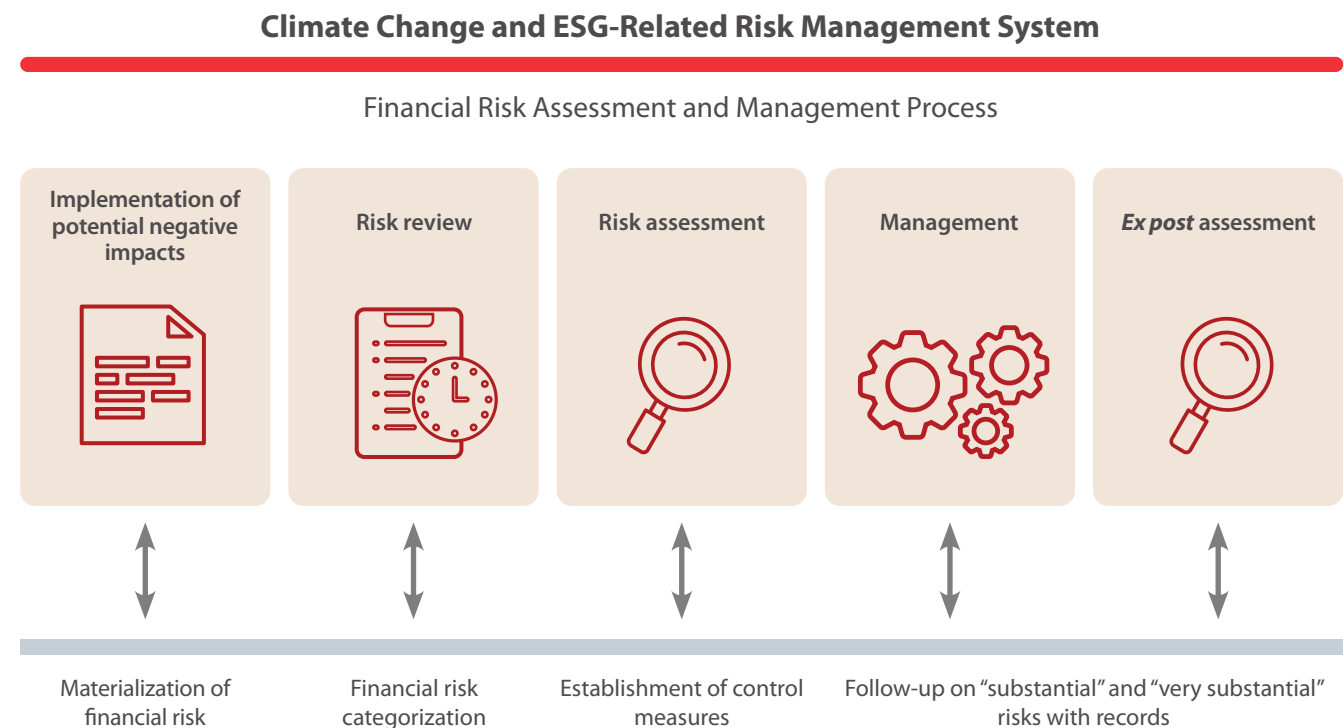 Climate Change and ESG-Related Risk Management System
Financial Risk Assessment and Management Process
Implementation of
potential negative
impacts
Risk review
Risk assessment
Management
Ex post assessment
Materialization of
financial risk
Financial risk
categorization
Establishment of control
measures
Follow-up on “substantial” and “very substantial”
risks with records